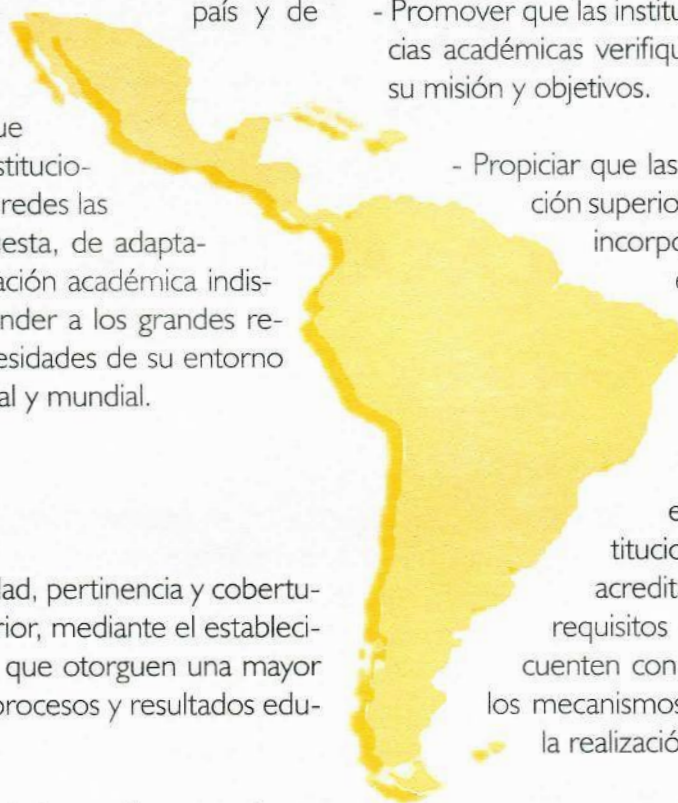 país y de
ue
stitucio-
redes las
esta, de adapta-
ación académica indis-
nder a los grandes re-
esidades de su entorno
al y mundial.
dad, pertinencia y cobertu-
rior, mediante el estableci-
que otorguen una mayor
procesos y resultados edu-
- Promover que las institu
cias académicas verifiqu
su misión y objetivos.
- Propiciar que las
ción superio
incorpo
e
titucio
acredit
requisitos
cuenten con
los mecanismos
la realizació